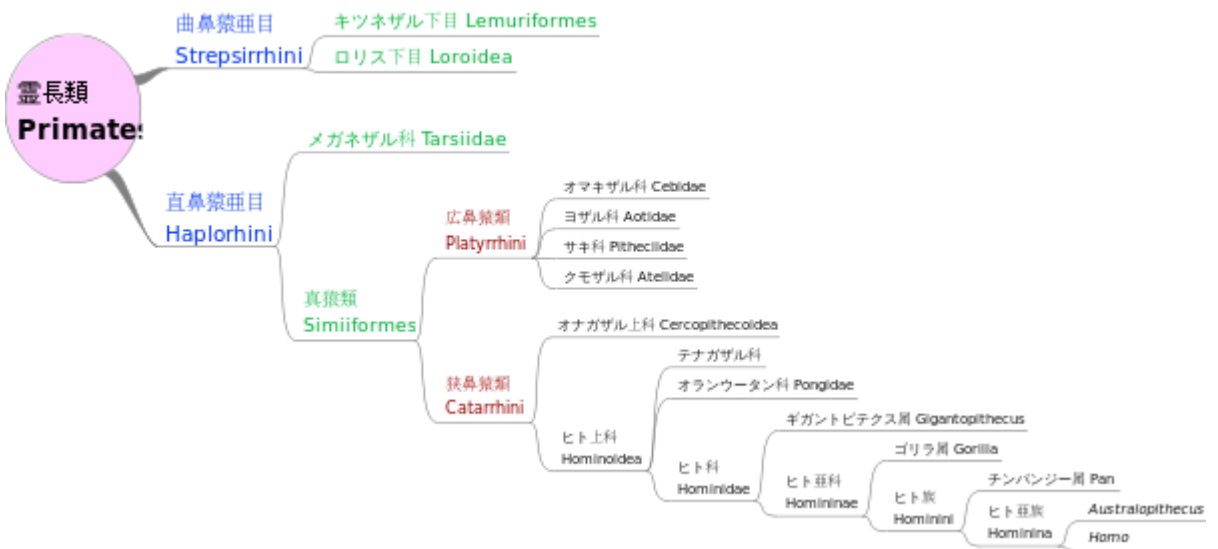 霊長類
Primates
曲鼻猿亜目
Strepsirrhini
キツネザル下目 Lemuriformes
ロリス下目 Loroidea
直鼻猿亜目
Haplorhini
メガネザル科 Tarsiidae
真猿類
Simiiformes
広鼻猿類
Platyrrhini
オマキザル科 Cebidae
ヨザル科 Aotidae
サキ科 Pitheciidae
クモザル科 Atelidae
狭鼻猿類
Catarrhini
オナガザル上科 Cercopithecoidea
ヒト上科
Hominoidea
テナガザル科
オランウータン科 Pongidae
ヒト科
Hominidae
ギガントピテクス属 Gigantopithecus
ヒト亜科
Homininae
ゴリラ属 Gorilla
ヒト族
Hominini
チンパンジー属 Pan
ヒト亜族
Hominina
Australopithecus
Homo